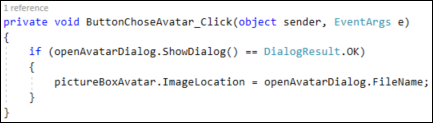 1 reference
private void ButtonChoseAvatar_Click(object sender, EventArgs e)
{
if (openAvatarDialog.ShowDialog() == DialogResult.OK)
{
pictureBoxAvatar.ImageLocation = openAvatarDialog.FileName;
}
}